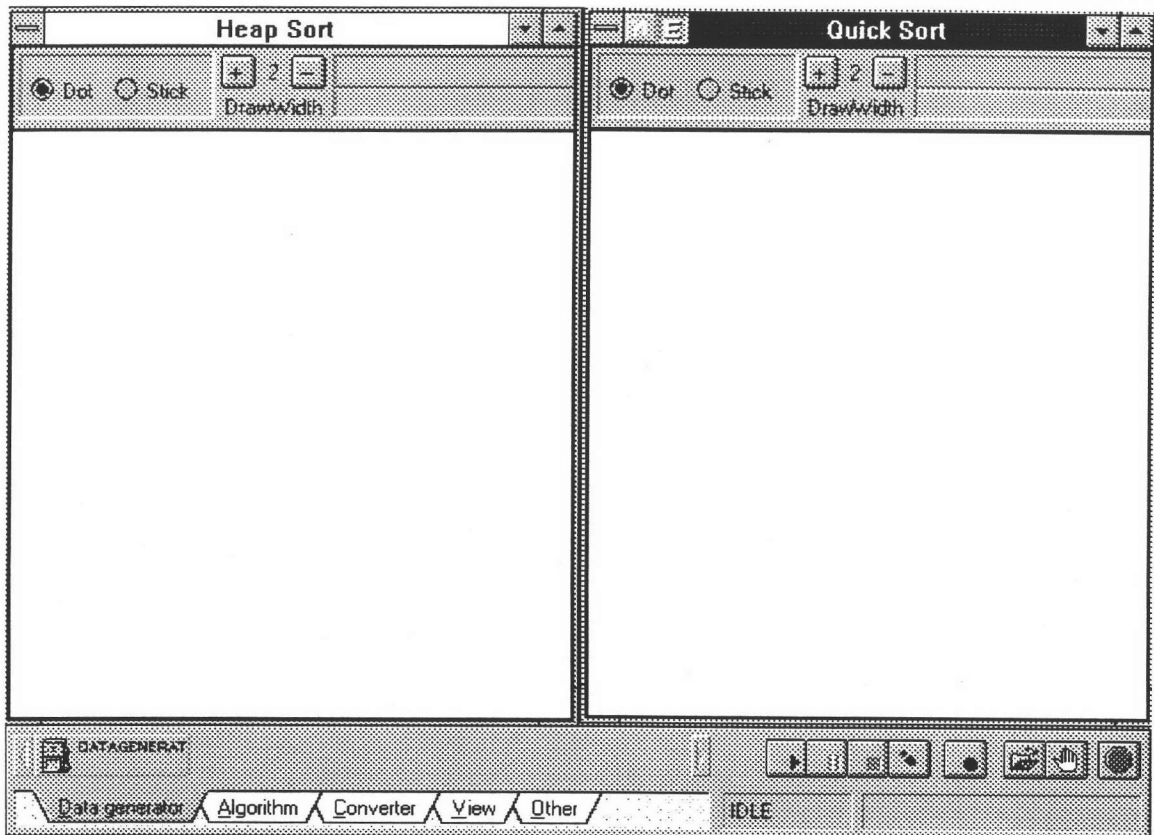 Heap Sort
Dot Stick + 2 -
DrawWidth
Quick Sort
Dot Stick + 2 -
DrawWidth
DATAGENERAT
Data generator Algorithm Converter View Other IDLE